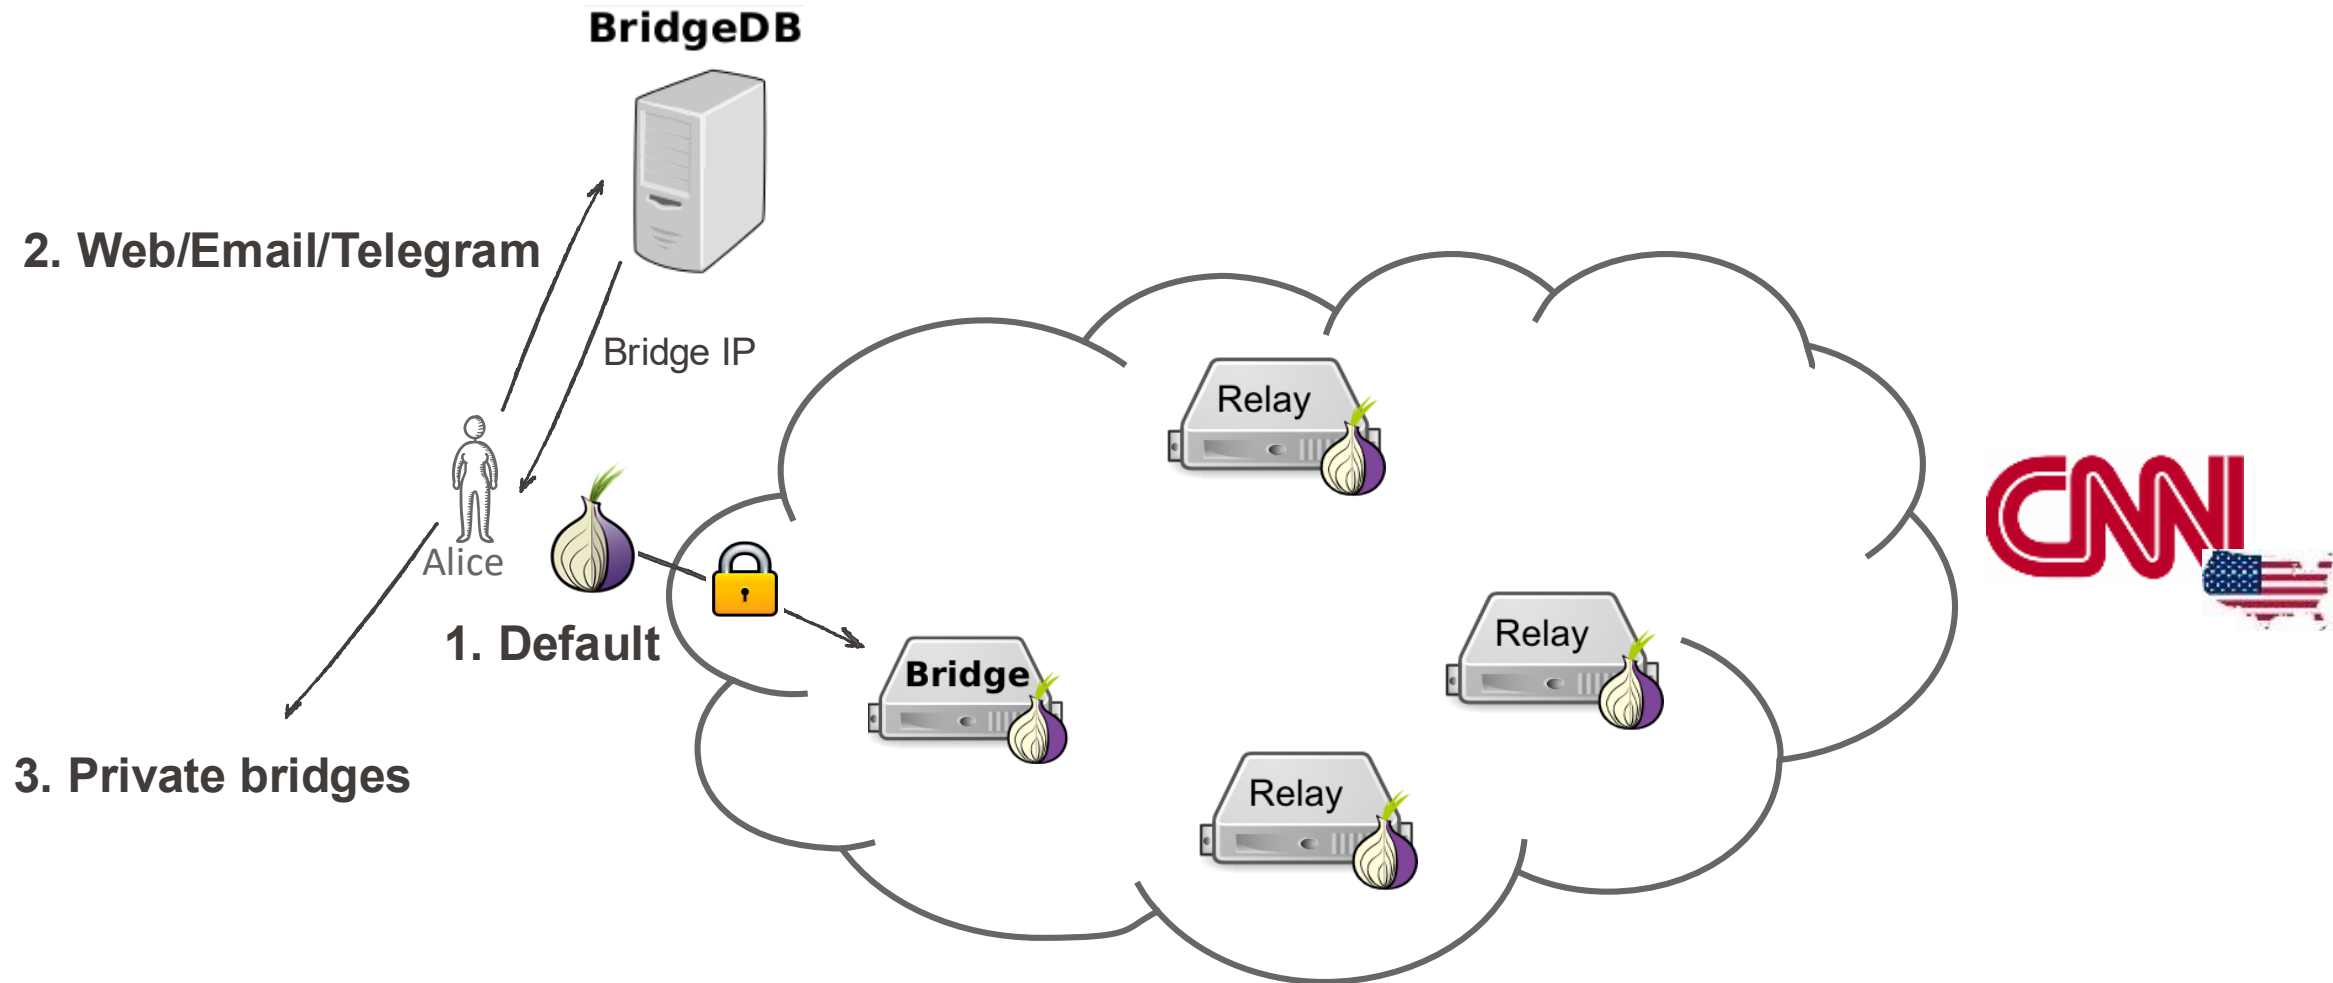 BridgeDB
2. Web/Email/Telegram
Bridge IP
Relay
Alice
CNN
1. Default
Relay
Bridge
3. Private bridges
Relay